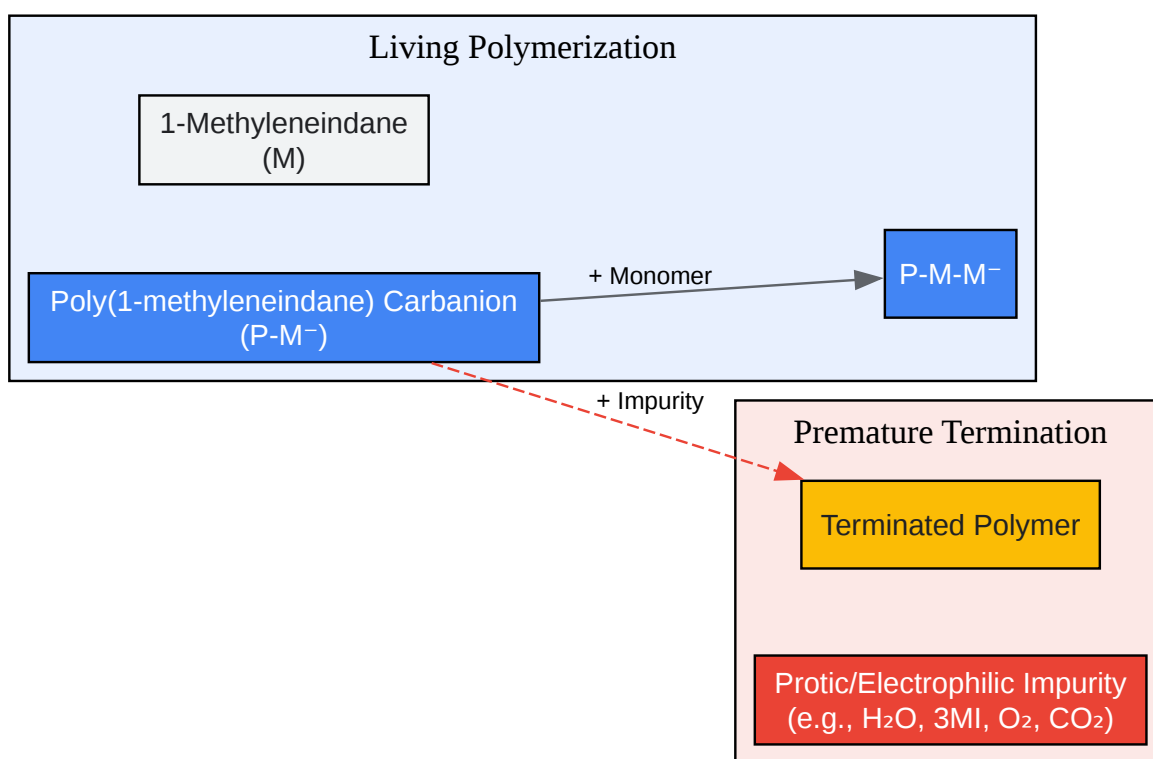 Living Polymerization
1-Methyleneindane
(M)
Poly(1-methyleneindane) Carbanion
(P-M⁻)
+ Monomer
P-M-M⁻
+ Impurity
Premature Termination
Terminated Polymer
Protic/Electrophilic Impurity
(e.g., H₂O, 3MI, O₂, CO₂)